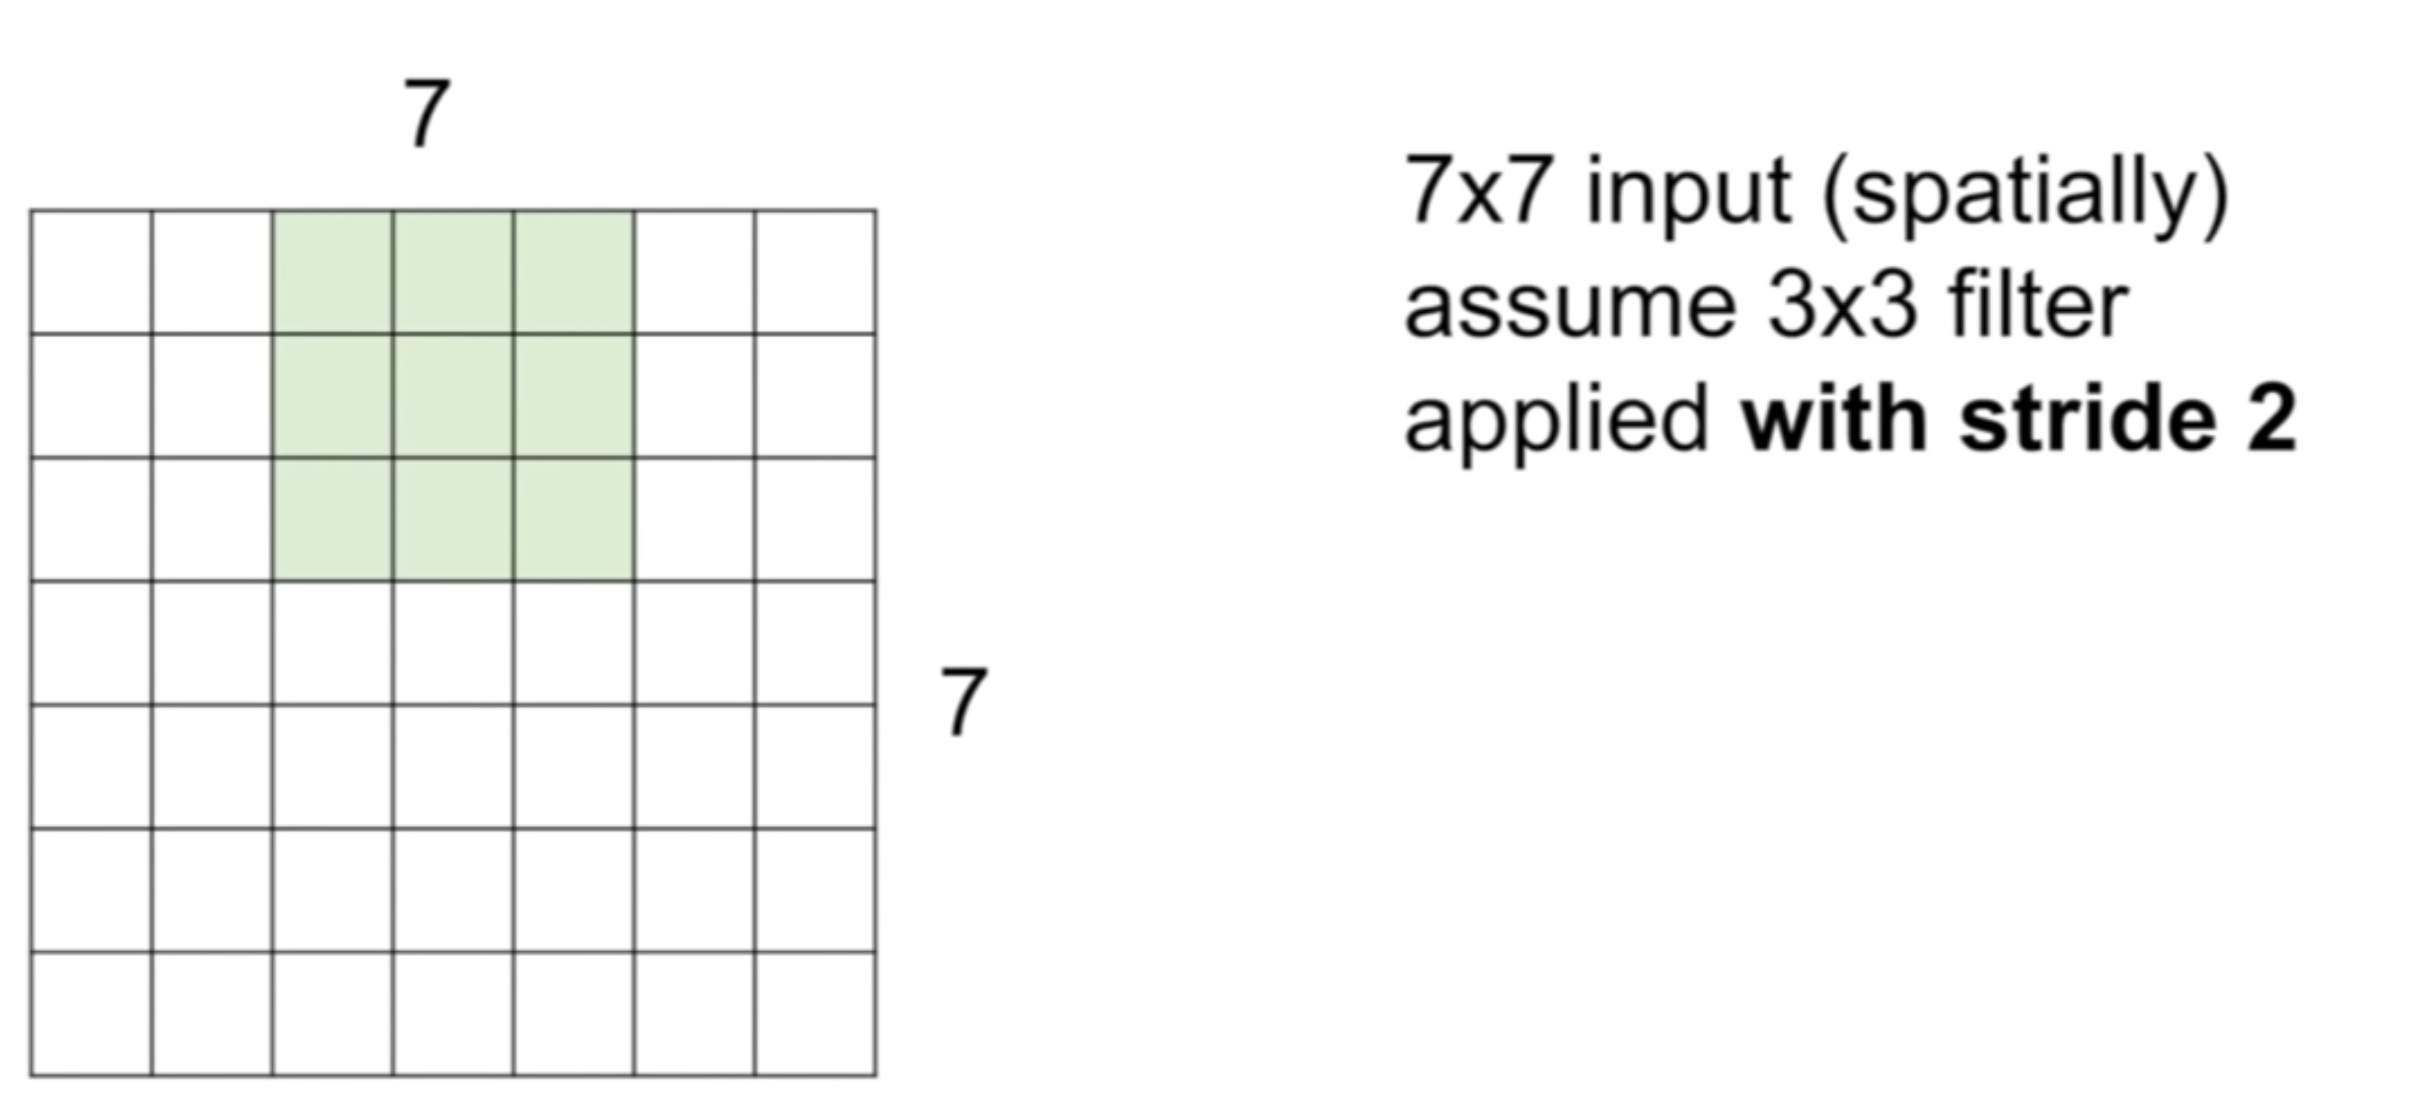 7
7x7 input (spatially)
assume 3x3 filter
applied with stride 2
7